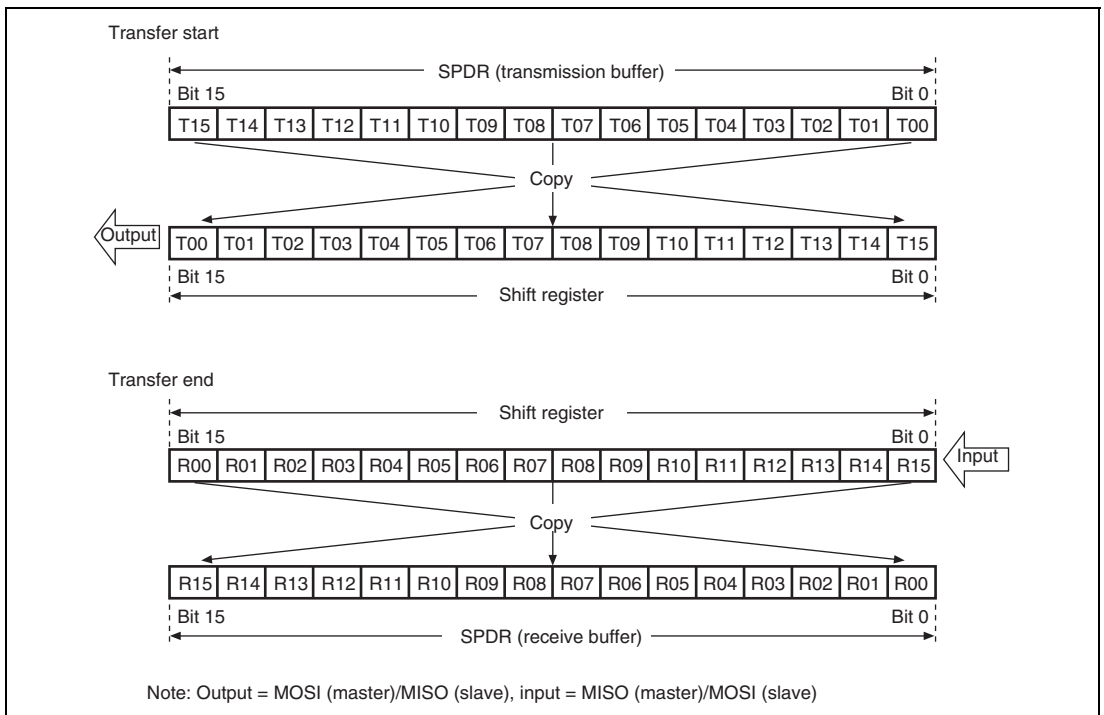 Transfer start
SPDR (transmission buffer)
Bit 15 Bit 0
T15 T14 T13 T12 T11 T10 T09 T08 T07 T06 T05 T04 T03 T02 T01 T00
Copy
Output
T00 T01 T02 T03 T04 T05 T06 T07 T08 T09 T10 T11 T12 T13 T14 T15
Bit 15 Bit 0
Shift register
Transfer end
Shift register
Bit 15 Bit 0
Input
R00 R01 R02 R03 R04 R05 R06 R07 R08 R09 R10 R11 R12 R13 R14 R15
Copy
R15 R14 R13 R12 R11 R10 R09 R08 R07 R06 R05 R04 R03 R02 R01 R00
Bit 15 Bit 0
SPDR (receive buffer)
Note: Output = MOSI (master)/MISO (slave), input = MISO (master)/MOSI (slave)